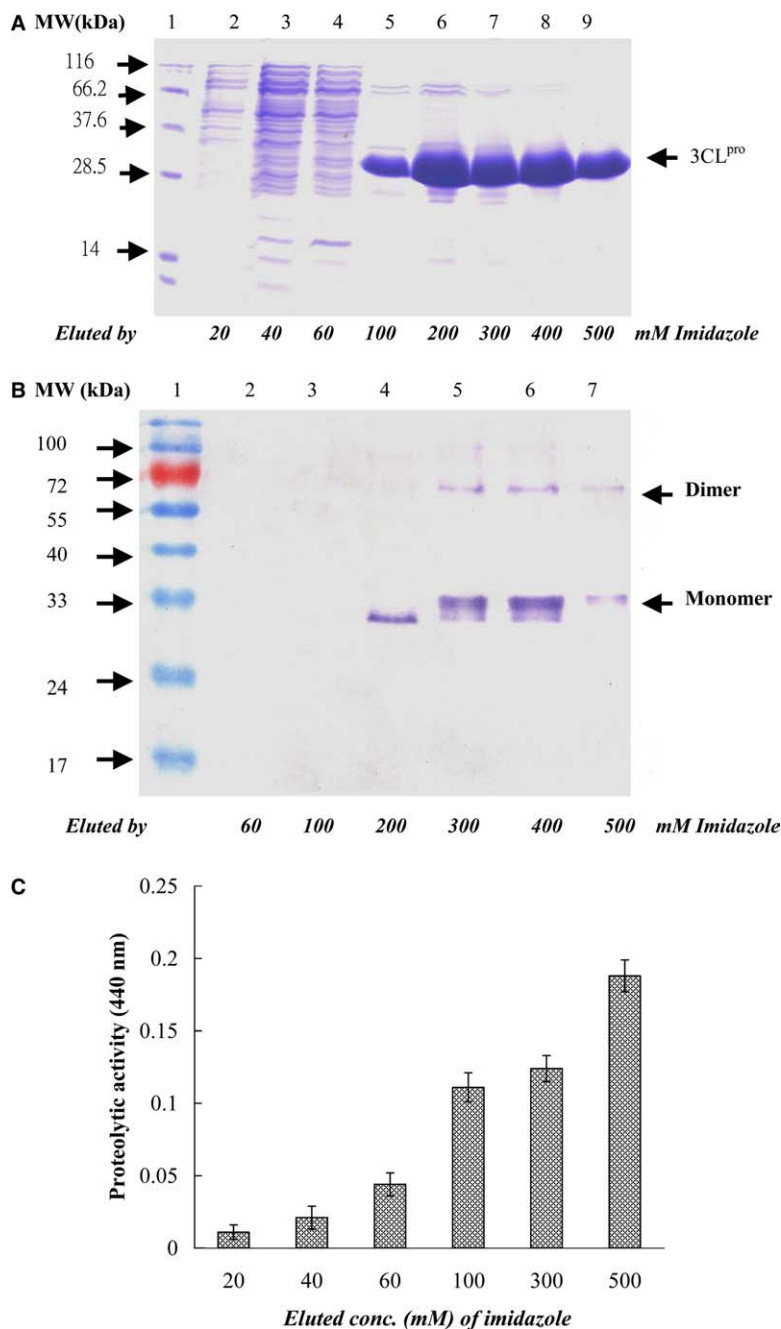 A MW(kDa) 1 2 3 4 5 6 7 8 9
116
66.2
37.6
28.5
14
3CLpro
Eluted by 20 40 60 100 200 300 400 500 mM Imidazole
B MW (kDa) 1 2 3 4 5 6 7
100
72
55
40
33
24
17
Dimer
Monomer
Eluted by 60 100 200 300 400 500 mM Imidazole
C
Proteolytic activity (440 nm)
0.25
0.2
0.15
0.1
0.05
0
20 40 60 100 300 500
Eluted conc. (mM) of imidazole